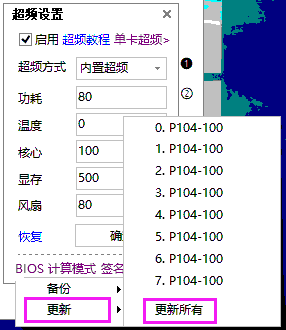 超频设置
启用 超频教程 单卡超频>
超频方式 内置超频 ❶
功耗 80 ②
温度 0
核心 100
显存 500
风扇 80
恢复
BIOS 计算模式 签名
备份
更新
0. P104-100
1. P104-100
2. P104-100
3. P104-100
4. P104-100
5. P104-100
6. P104-100
7. P104-100
更新所有